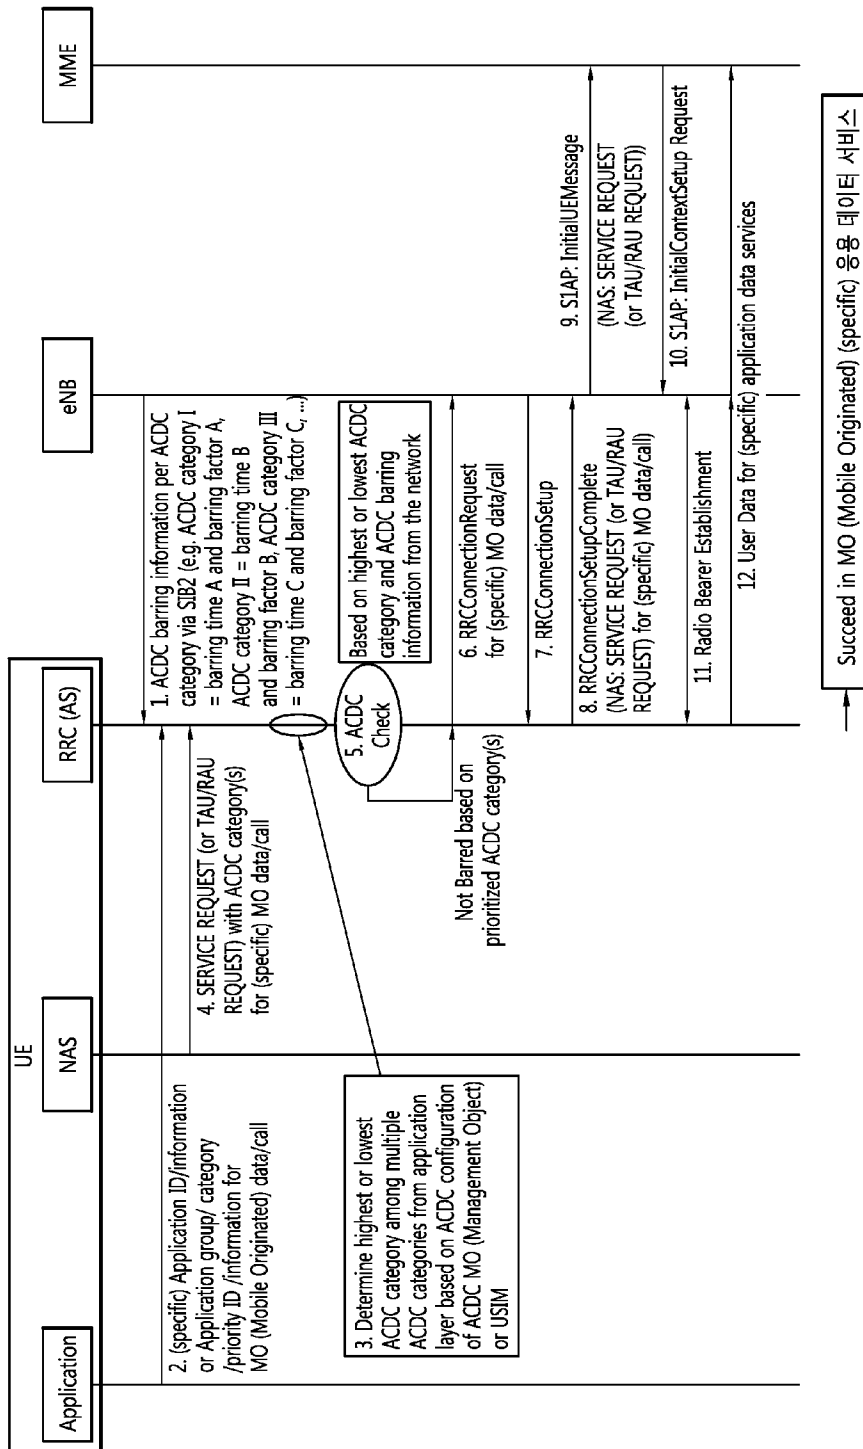 UE
Application
NAS
RRC (AS)
eNB
MME
1. ACDC barring information per ACDC
category via SIB2 (e.g. ACDC category I
= barring time A and barring factor A,
ACDC category II = barring time B
and barring factor B, ACDC category III
= barring time C and barring factor C, ...)
2. (specific) Application ID/information
or Application group/ category
/priority ID /information for
MO (Mobile Originated) data/call
4. SERVICE REQUEST (or TAU/RAU
REQUEST) with ACDC category(s)
for (specific) MO data/call
3. Determine highest or lowest
ACDC category among multiple
ACDC categories from application
layer based on ACDC configuration
of ACDC MO (Management Object)
or USIM
5. ACDC
Check
Based on highest or lowest ACDC
category and ACDC barring
information from the network
Not Barred based on
prioritized ACDC category(s)
6. RRCConnectionRequest
for (specific) MO data/call
7. RRCConnectionSetup
8. RRCConnectionSetupComplete
(NAS: SERVICE REQUEST (or TAU/RAU
REQUEST) for (specific) MO data/call)
9. S1AP: InitialUEMessage
(NAS: SERVICE REQUEST
(or TAU/RAU REQUEST))
10. S1AP: InitialContextSetup Request
11. Radio Bearer Establishment
12. User Data for (specific) application data services
Succeed in MO (Mobile Originated) (specific) 응용 데이터 서비스